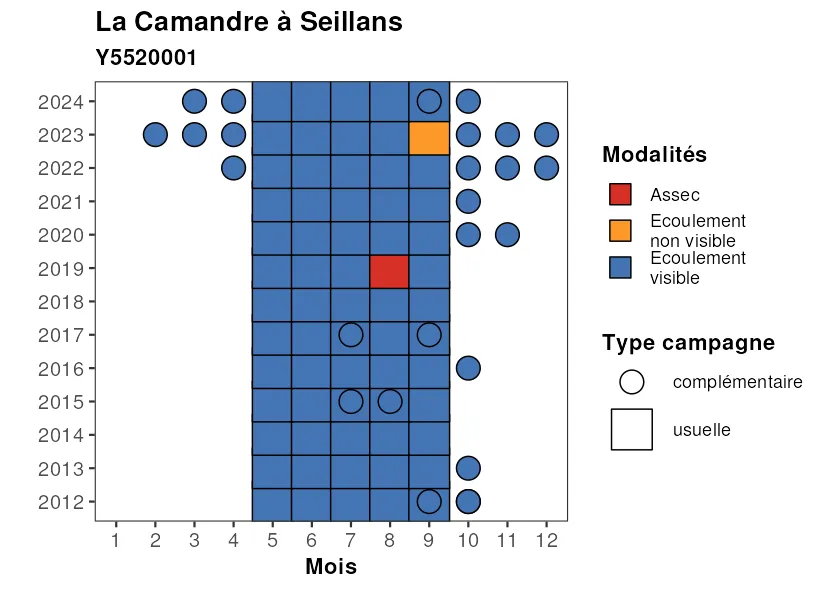 La Camandre à Seillans
Y5520001
2024
2023
2022
2021
2020
2019
2018
2017
2016
2015
2014
2013
2012
1 2 3 4 5 6 7 8 9 10 11 12
Mois
Modalités
Assec
Ecoulement
non visible
Ecoulement
visible
Type campagne
complémentaire
usuelle